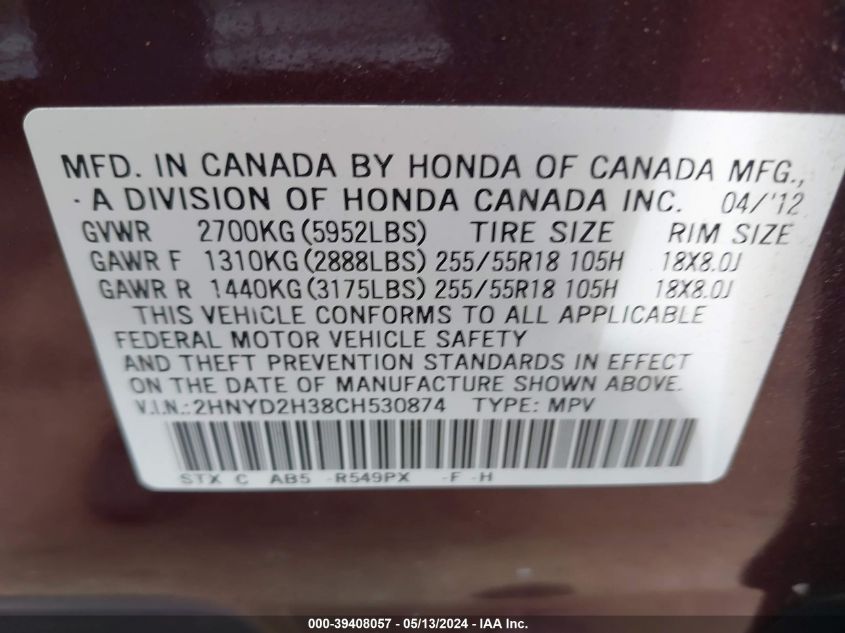 MFD. IN CANADA BY HONDA OF CANADA MFG.,
A DIVISION OF HONDA CANADA INC. 04/'12
GVWR 2700KG (5952LBS) TIRE SIZE RIM SIZE
GAWR F 1310KG (2888LBS) 255/55R18 105H 18X8.0J
GAWR R 1440KG (3175LBS) 255/55R18 105H 18X8.0J
THIS VEHICLE CONFORMS TO ALL APPLICABLE
FEDERAL MOTOR VEHICLE SAFETY
AND THEFT PREVENTION STANDARDS IN EFFECT
ON THE DATE OF MANUFACTURE SHOWN ABOVE.
V.I.N.: 2HNYD2H38CH530874 TYPE: MPV
STX C AB5 -R549PX -F -H
000-39408057 - 05/13/2024 - IAA Inc.